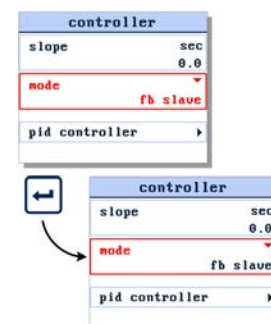 controller
slope sec
0.0
mode
fb slave
pid controller
controller
slope sec
0.0
mode
fb slave
pid controller